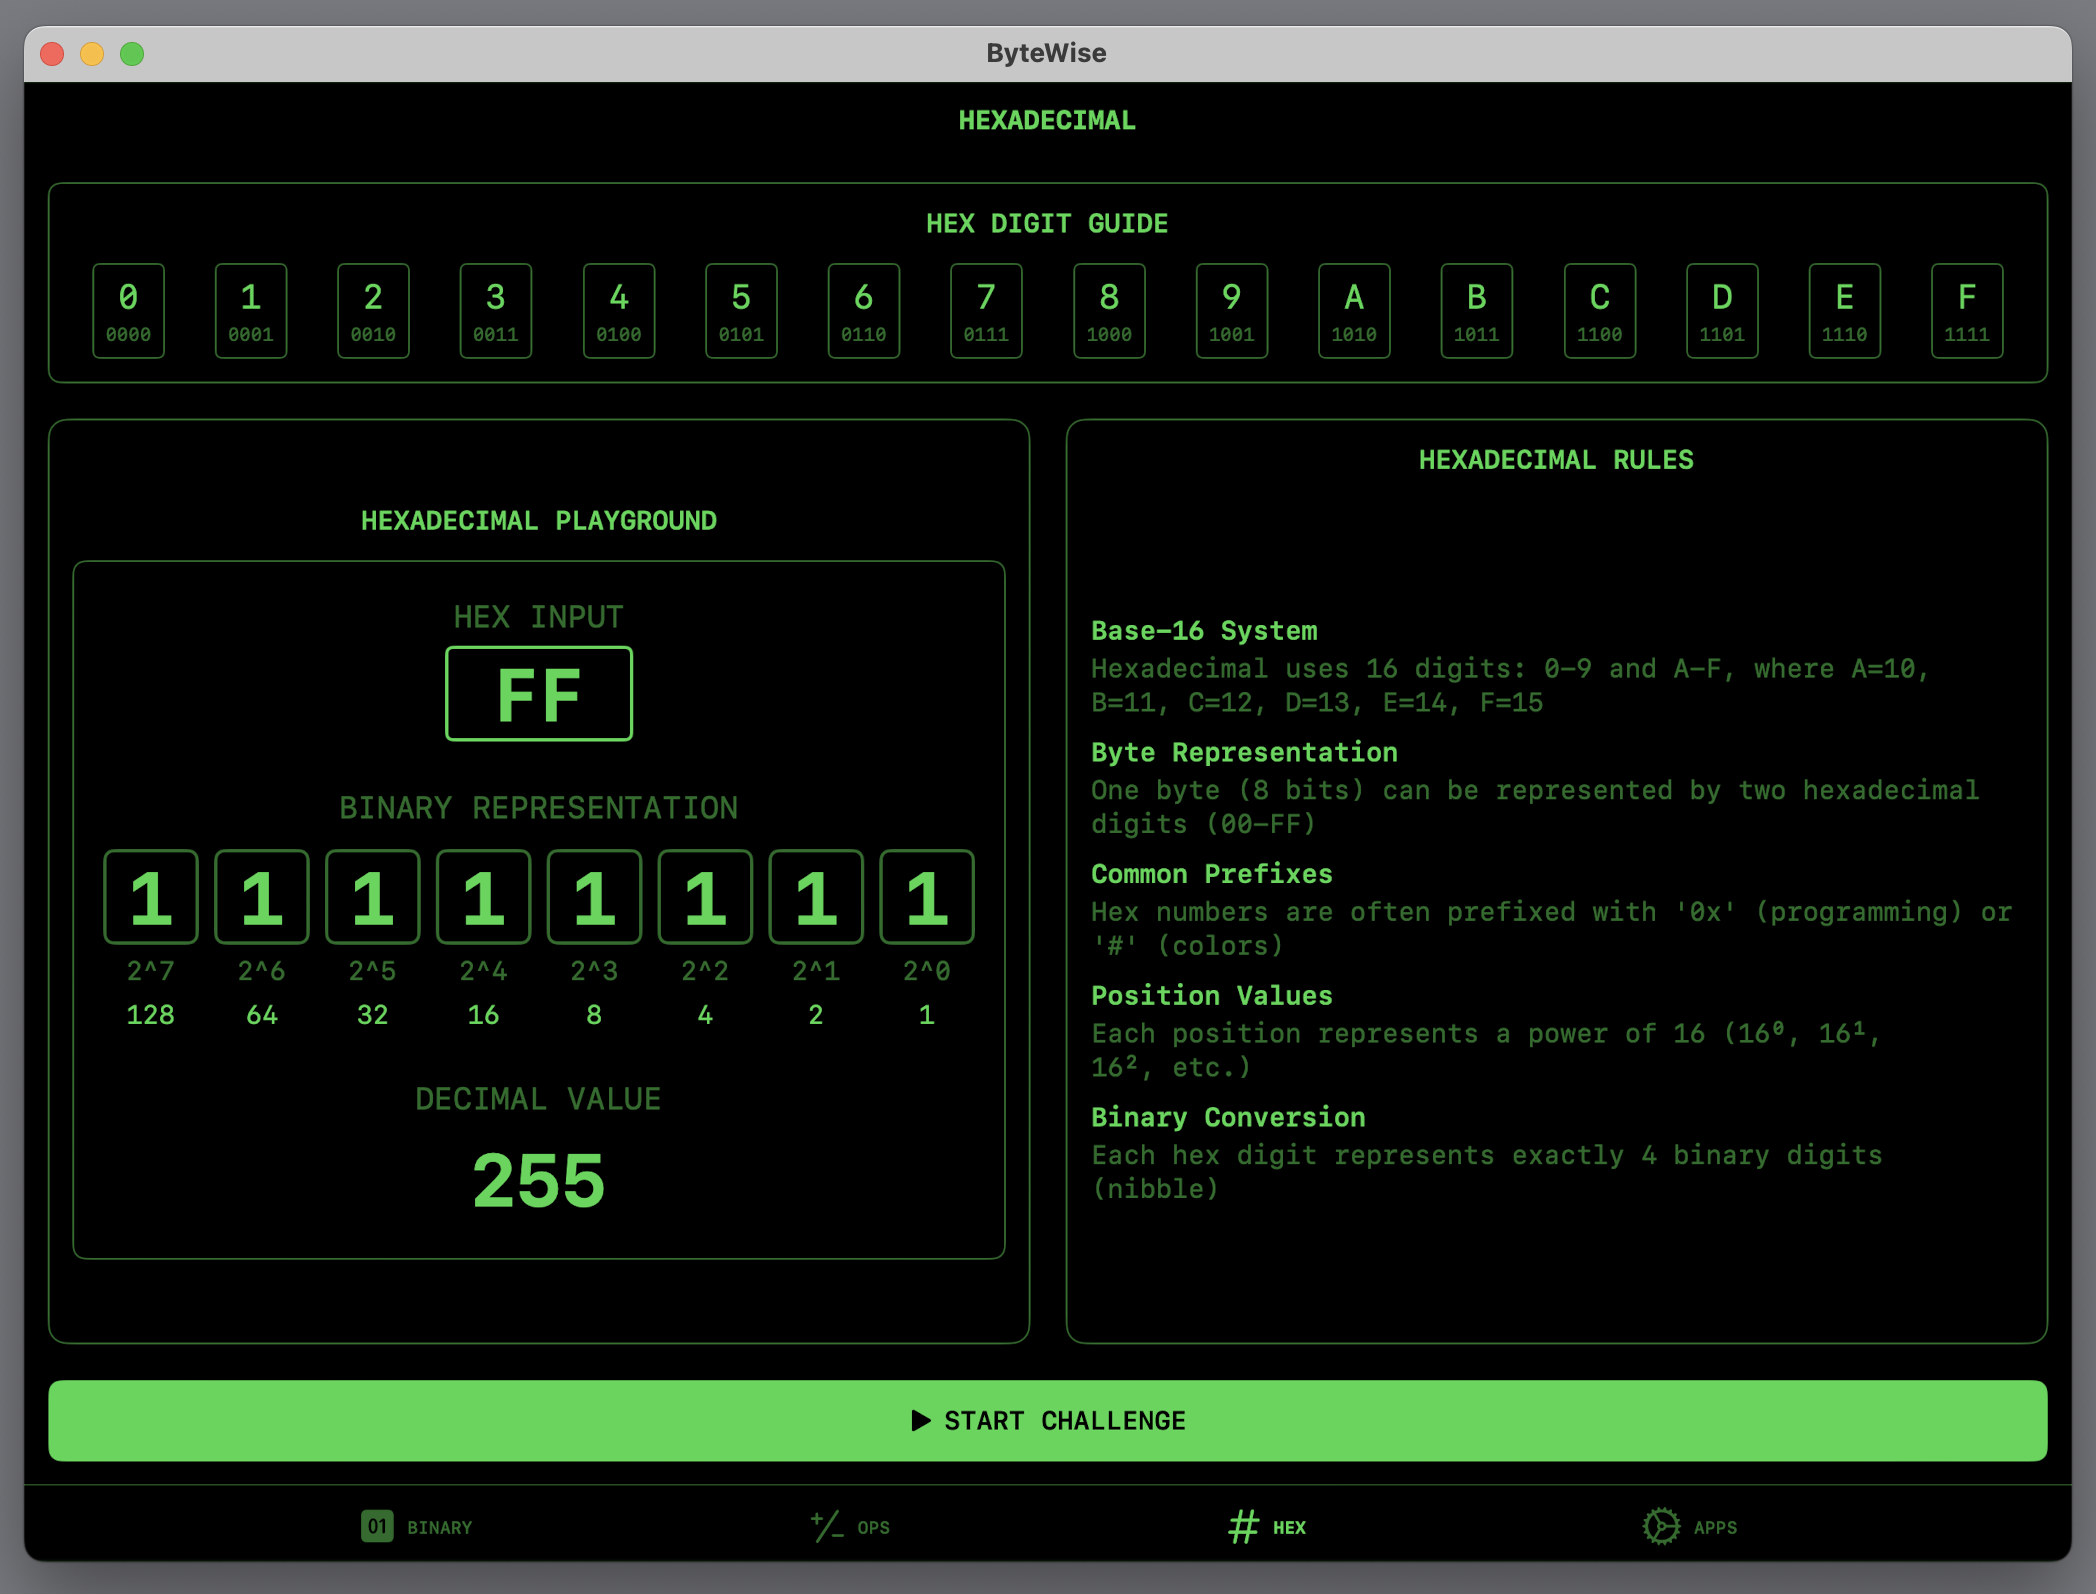 ByteWise
HEXADECIMAL
HEX DIGIT GUIDE
0 1 2 3 4 5 6 7 8 9 A B C D E F
0000 0001 0010 0011 0100 0101 0110 0111 1000 1001 1010 1011 1100 1101 1110 1111
HEXADECIMAL PLAYGROUND
HEX INPUT
FF
BINARY REPRESENTATION
1 1 1 1 1 1 1 1
2^7 2^6 2^5 2^4 2^3 2^2 2^1 2^0
128 64 32 16 8 4 2 1
DECIMAL VALUE
255
HEXADECIMAL RULES
Base-16 System
Hexadecimal uses 16 digits: 0-9 and A-F, where A=10,
B=11, C=12, D=13, E=14, F=15
Byte Representation
One byte (8 bits) can be represented by two hexadecimal
digits (00-FF)
Common Prefixes
Hex numbers are often prefixed with '0x' (programming) or
'#' (colors)
Position Values
Each position represents a power of 16 (16⁰, 16¹,
16², etc.)
Binary Conversion
Each hex digit represents exactly 4 binary digits
(nibble)
START CHALLENGE
01 BINARY
+/- OPS
# HEX
APPS